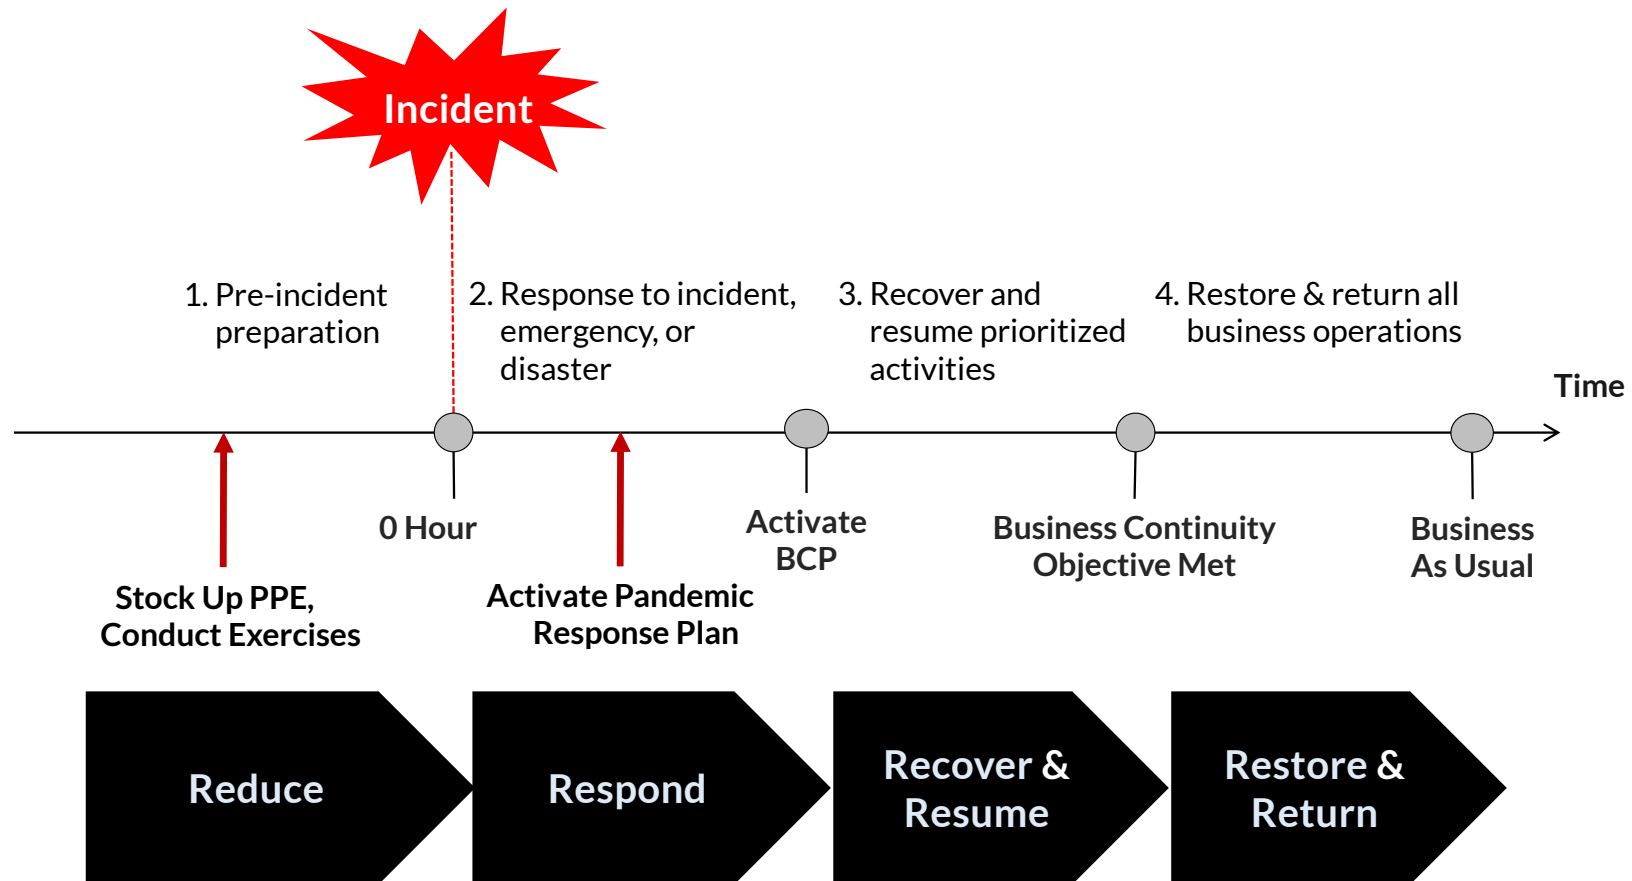 Incident
1. Pre-incident
preparation
2. Response to incident,
emergency, or
disaster
3. Recover and
resume prioritized
activities
4. Restore & return all
business operations
Time
0 Hour
Activate
BCP
Business Continuity
Objective Met
Business
As Usual
Stock Up PPE,
Conduct Exercises
Activate Pandemic
Response Plan
Reduce
Respond
Recover &
Resume
Restore &
Return